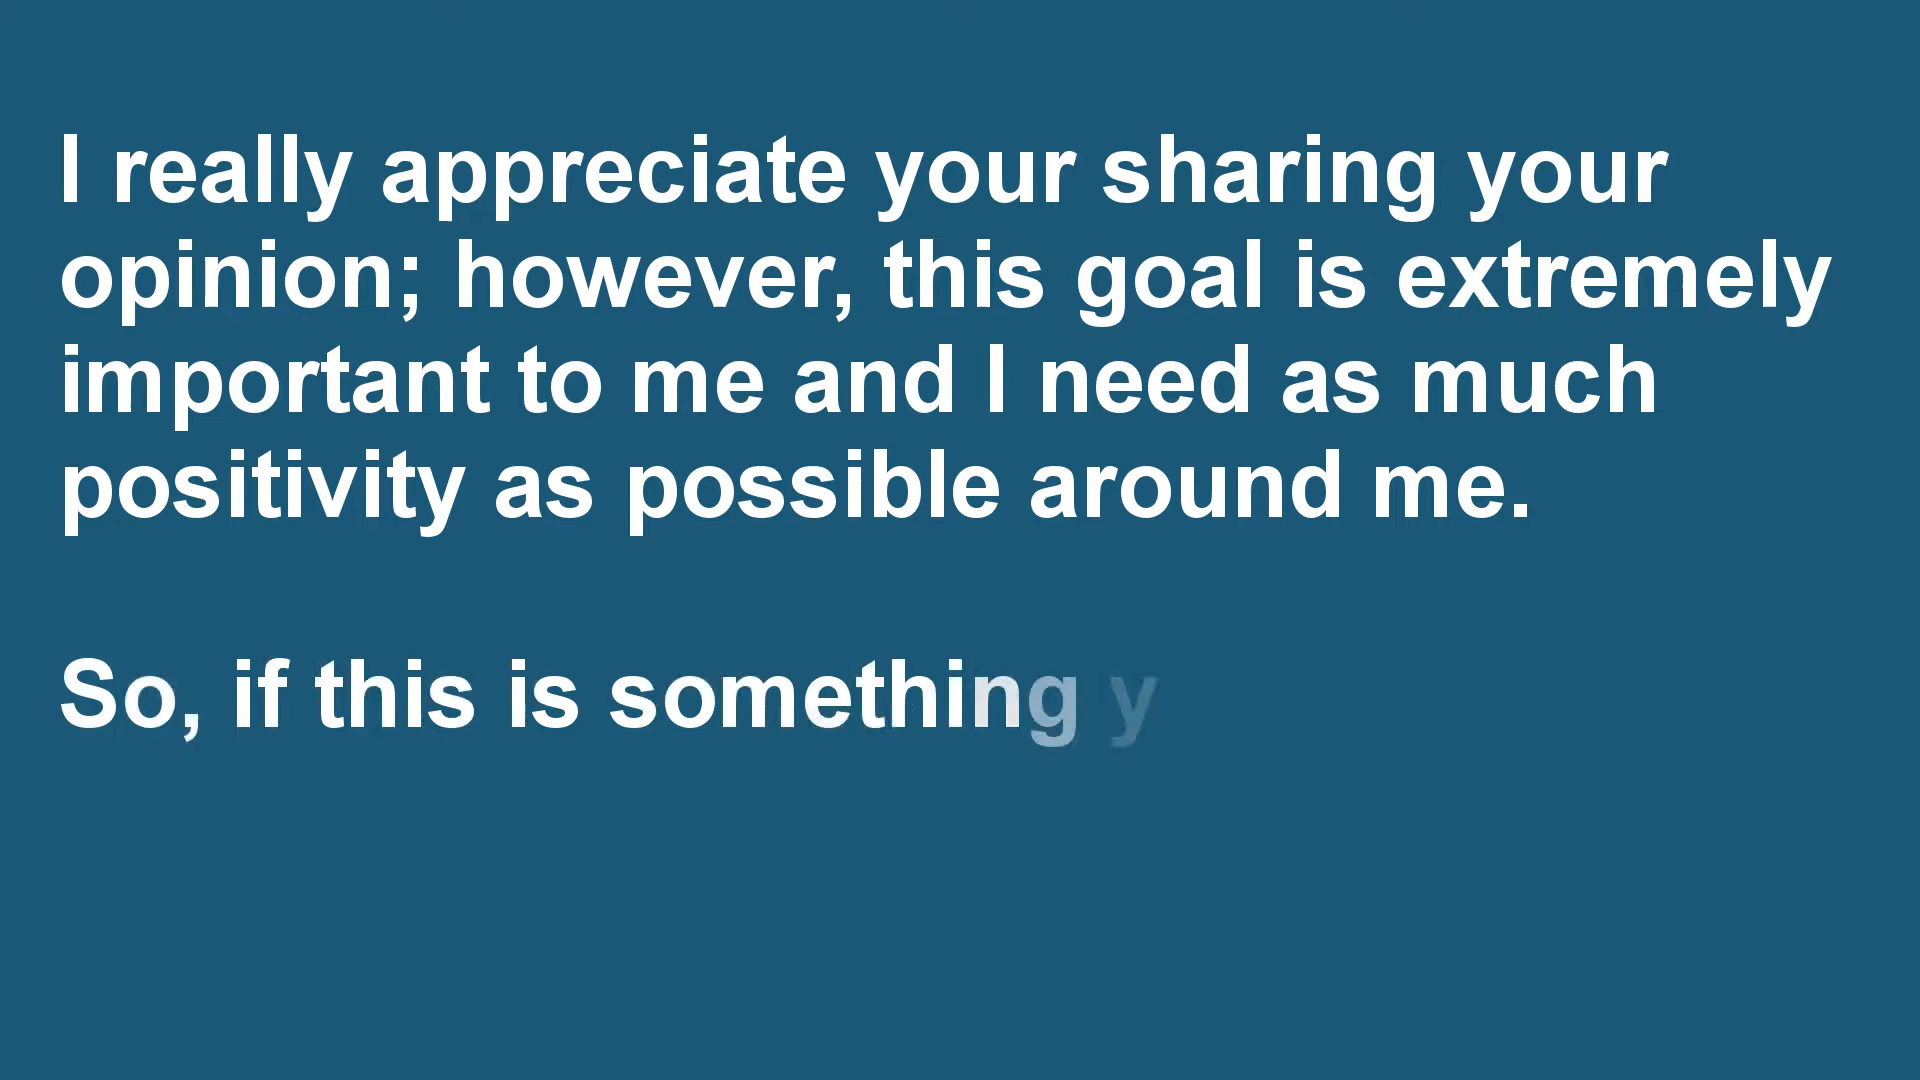 I really appreciate your sharing your
opinion; however, this goal is extremely
important to me and I need as much
positivity as possible around me.
So, if this is something y